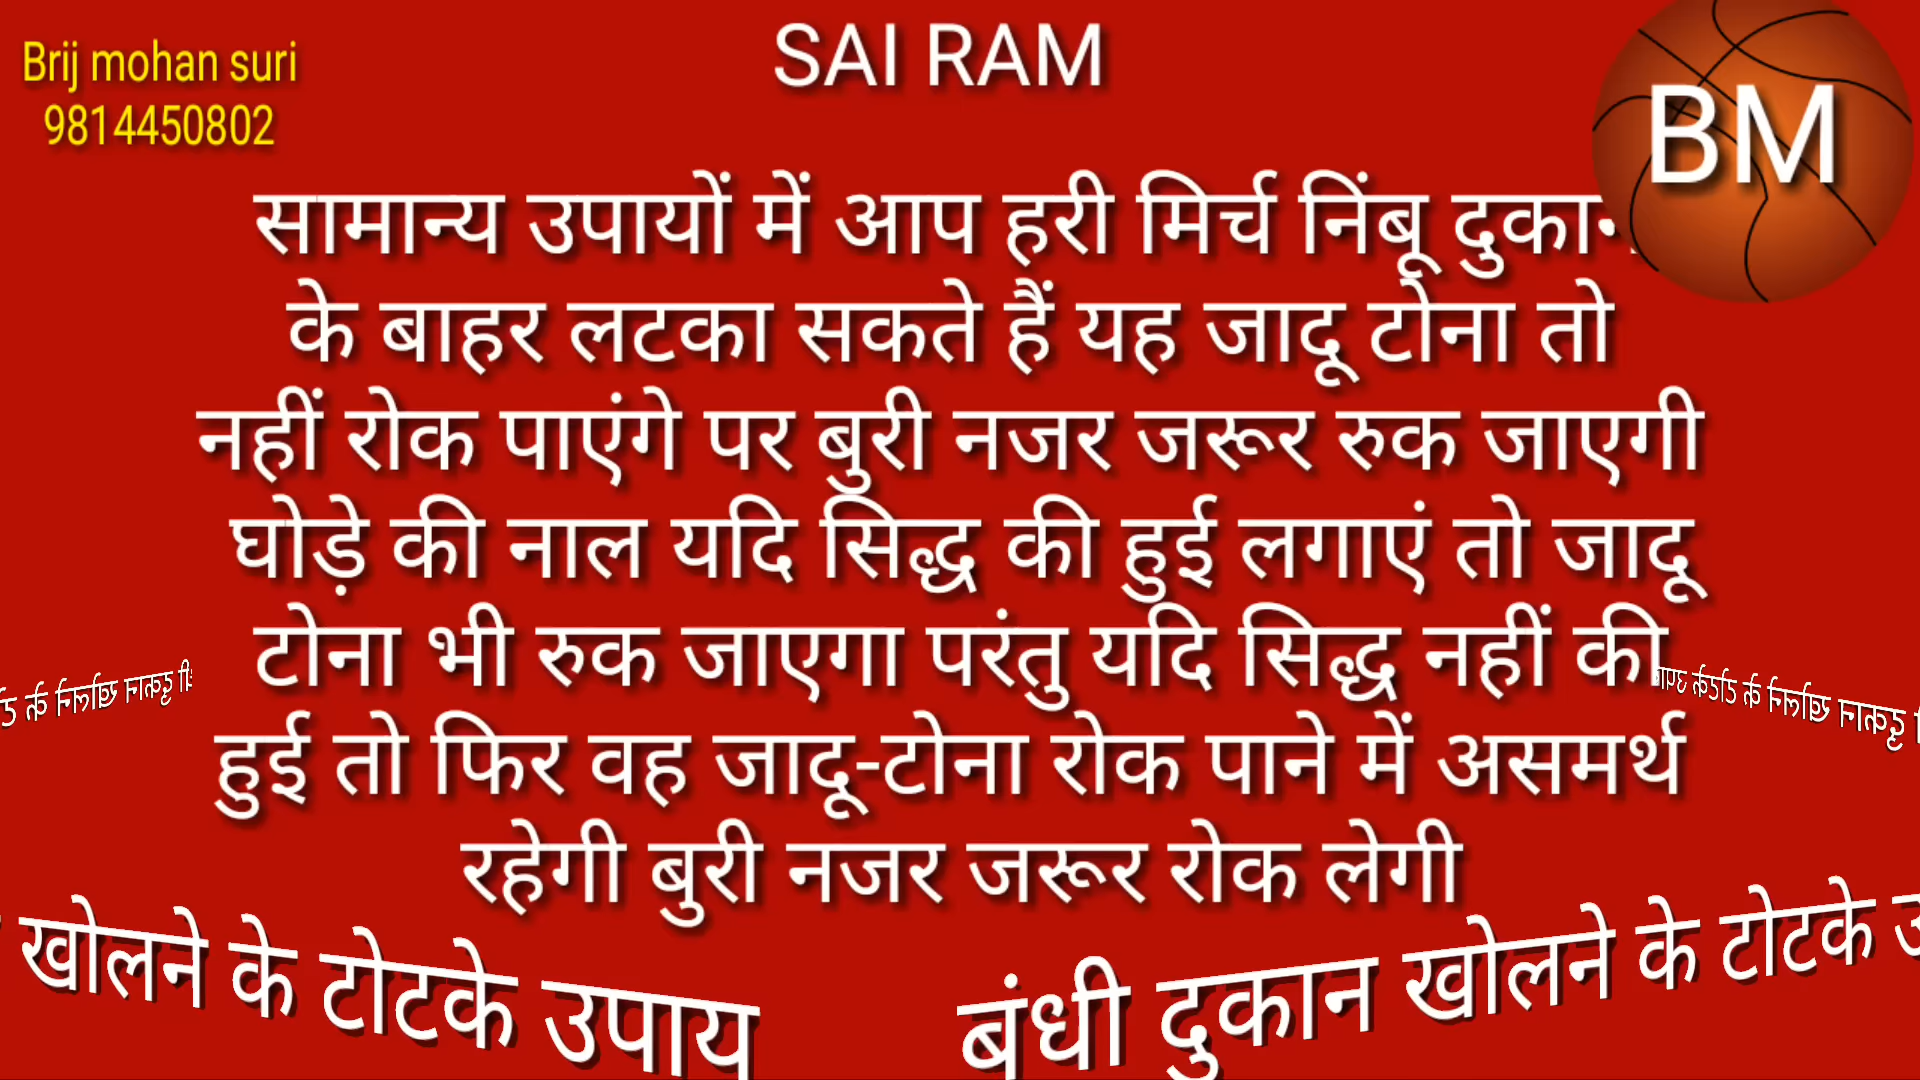 SAI RAM
Brij mohan suri
9814450802
BM
सामान्य उपायों में आप हरी मिर्च निंबू
के बाहर लटका सकते हैं यह जादू टोना तो
नहीं रोक पाएंगे पर बुरी नजर जरूर रुक जाएगी
घोड़े की नाल यदि सिद्ध की हुई लगाएं तो जादू
टोना भी रुक जाएगा परंतु यदि सिद्ध नहीं की
हुई तो फिर वह जादू-टोना रोक पाने में असमर्थ
रहेगी बुरी नजर जरूर रोक लेगी
खोलने के टोटके उपाय
बंधी दुकान खोलने के टोटके